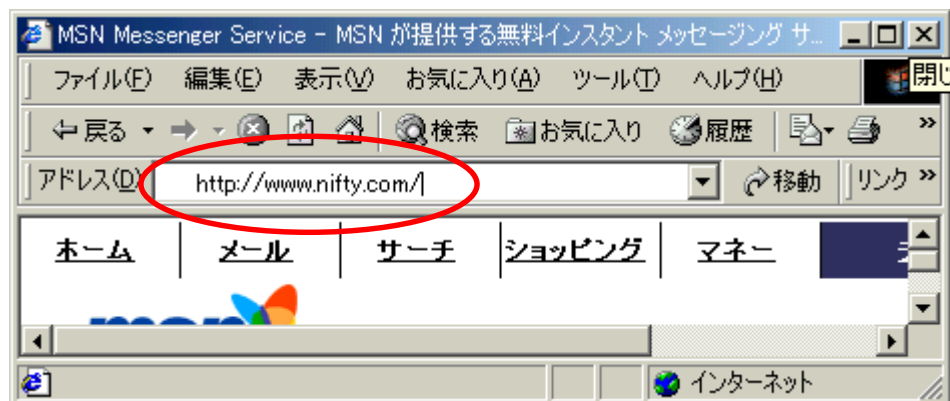 MSN Messenger Service - MSN が提供する無料インスタント メッセージング サ...
ファイル(F) 編集(E) 表示(V) お気に入り(A) ツール(T) ヘルプ(H) 閉じ
戻る 検索 お気に入り 履歴 »
アドレス(D) http://www.nifty.com/ 移動 リンク »
ホーム メール サーチ ショッピング マネー
msn
インターネット